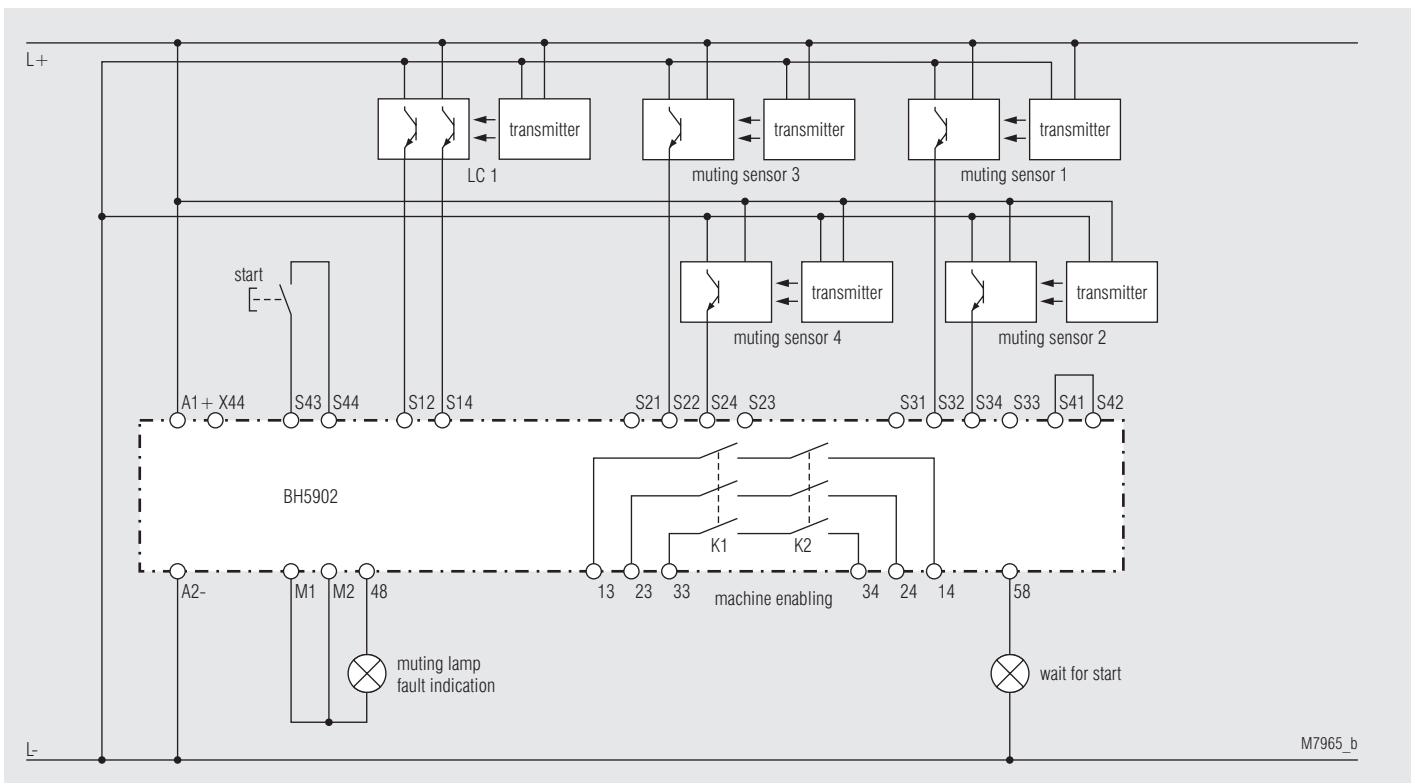 L+
transmitter
transmitter
transmitter
LC 1
muting sensor 3
muting sensor 1
start
transmitter
transmitter
muting sensor 4
muting sensor 2
A1+ X44 S43 S44 S12 S14 S21 S22 S24 S23 S31 S32 S34 S33 S41 S42
BH5902
K1 K2
A2- M1 M2 48 13 23 33 machine enabling 34 24 14 58
muting lamp
fault indication
wait for start
L-
M7965_b